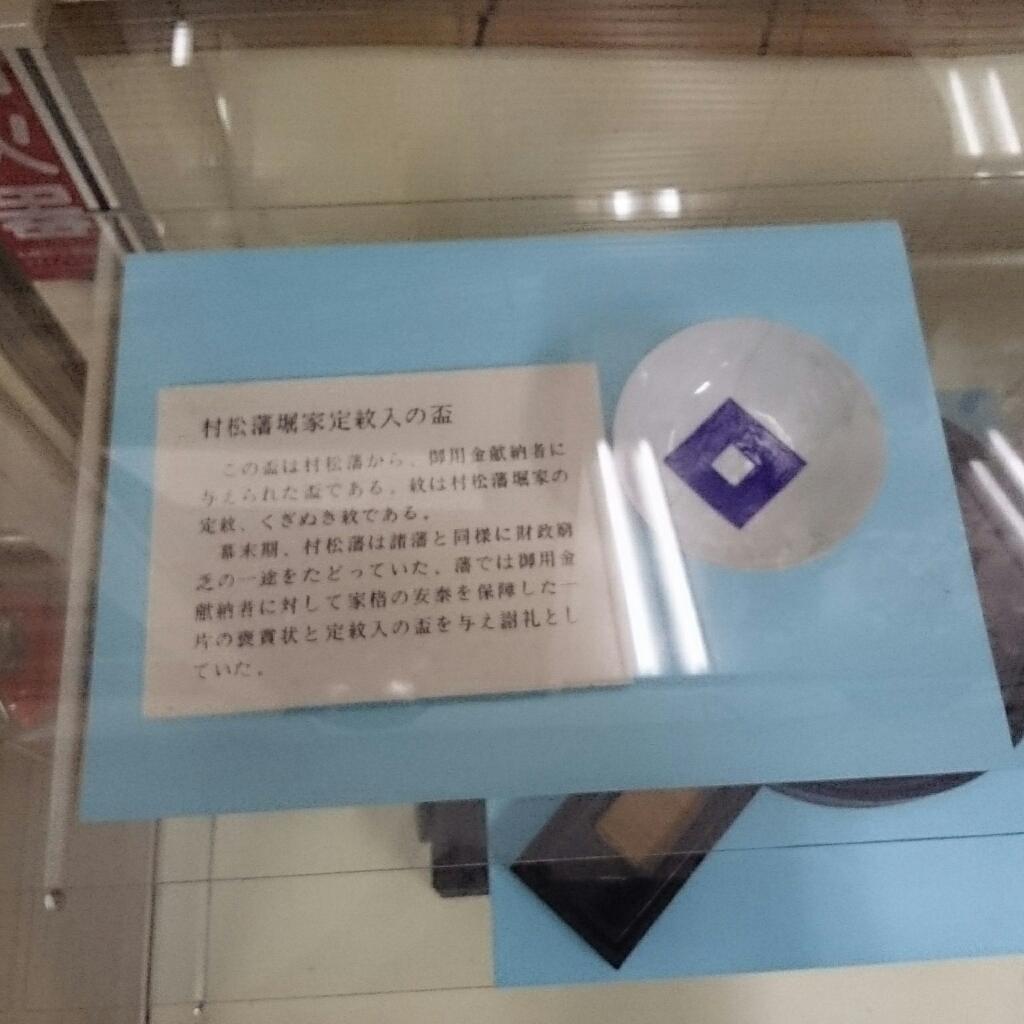 村松藩堀家定紋入の盃
この盃は村松藩から、御用金献納者に
与えられた盃である。紋は村松藩堀家の
定紋、くぎぬき紋である。
幕末期、村松藩は諸藩と同様に財政窮
乏の一途をたどっていた。藩では御用金
献納者に対して家格の安泰を保障した一
片の褒賞状と定紋入の盃を与え謝礼とし
ていた。